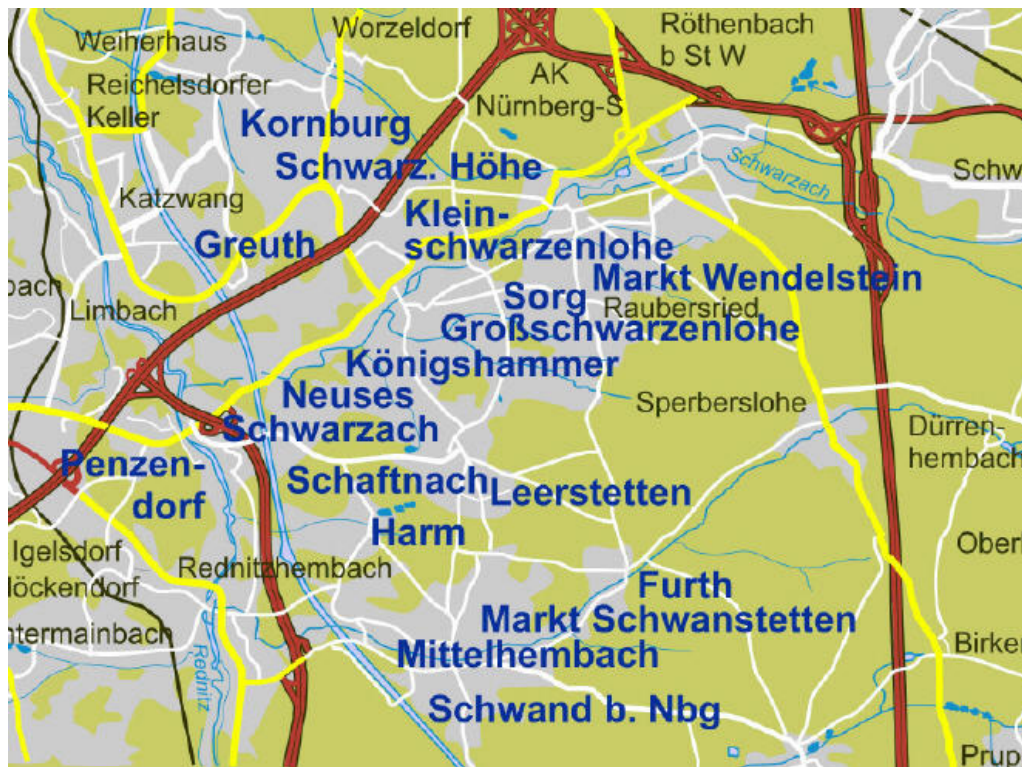 Worzeldorf
Röthenbach
b St W
Weiherhaus
AK
Nürnberg-S
Reichelsdorfer
Keller
Kornburg
Schwarz. Höhe
Schwarzach
Schw
Katzwang
Klein-
schwarzenlohe
Greuth
Markt Wendelstein
bach
Limbach
Sorg
Raubersried
Großschwarzenlohe
Königshammer
Neuses
Sperberslohe
Schwarzach
Dürren-
hembach
Penzen-
dorf
Schaftnach
Leerstetten
Harm
Igelsdorf
löckendorf
Rednitzhembach
Ober
Furth
Markt Schwanstetten
ntermainbach
Mittelhembach
Birker
Rednitz
Schwand b. Nbg
Prup